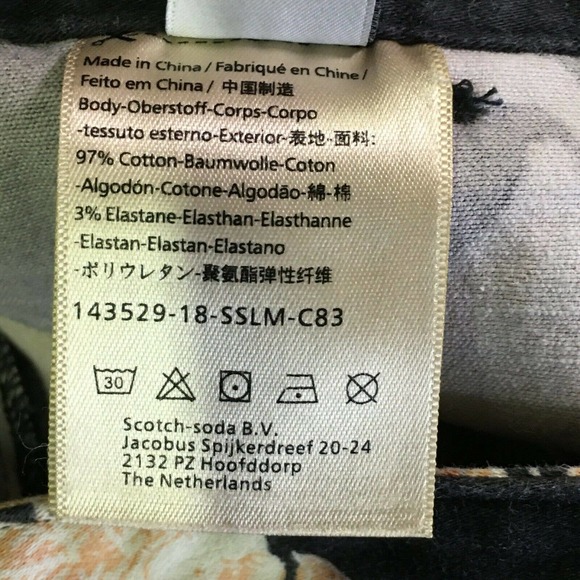 Made in China / Fabriqué en Chine /
Feito em China / 中国制造
Body-Oberstoff-Corps-Corpo
-tessuto esterno-Exterior-表地-面料:
97% Cotton-Baumwolle-Coton
-Algodón-Cotone-Algodão-綿-棉
3% Elastane-Elasthan-Elasthanne
-Elastan-Elastan-Elastano
-ポリウレタン-聚氨酯弹性纤维
143529-18-SSLM-C83
30
Scotch-soda B.V.
Jacobus Spijkerdreef 20-24
2132 PZ Hoofddorp
The Netherlands